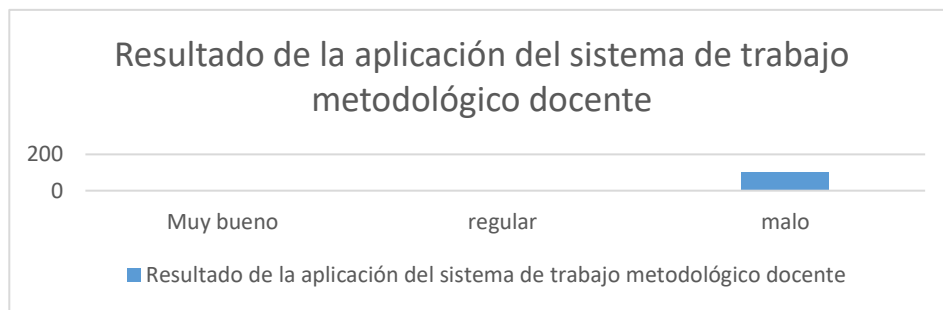 Resultado de la aplicación del sistema de trabajo
metodológico docente
200
0
Muy bueno regular malo
Resultado de la aplicación del sistema de trabajo metodológico docente